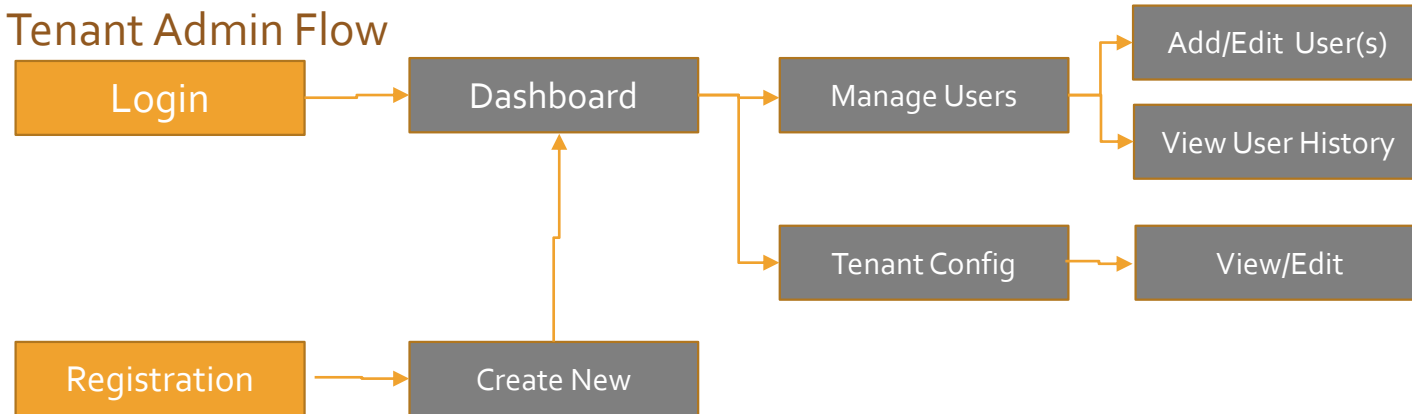 Tenant Admin Flow
Login
Dashboard
Manage Users
Add/Edit User(s)
View User History
Tenant Config
View/Edit
Registration
Create New